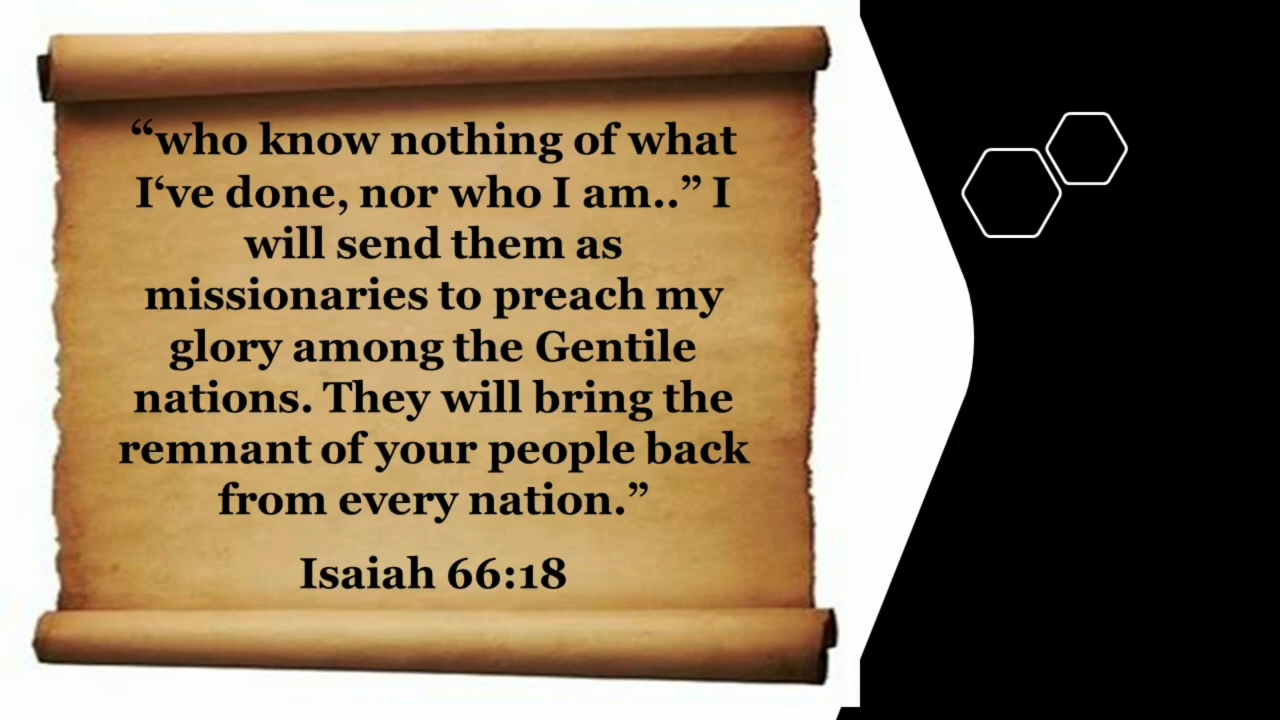 “who know nothing of what
I‘ve done, nor who I am..” I
will send them as
missionaries to preach my
glory among the Gentile
nations. They will bring the
remnant of your people back
from every nation.”
Isaiah 66:18